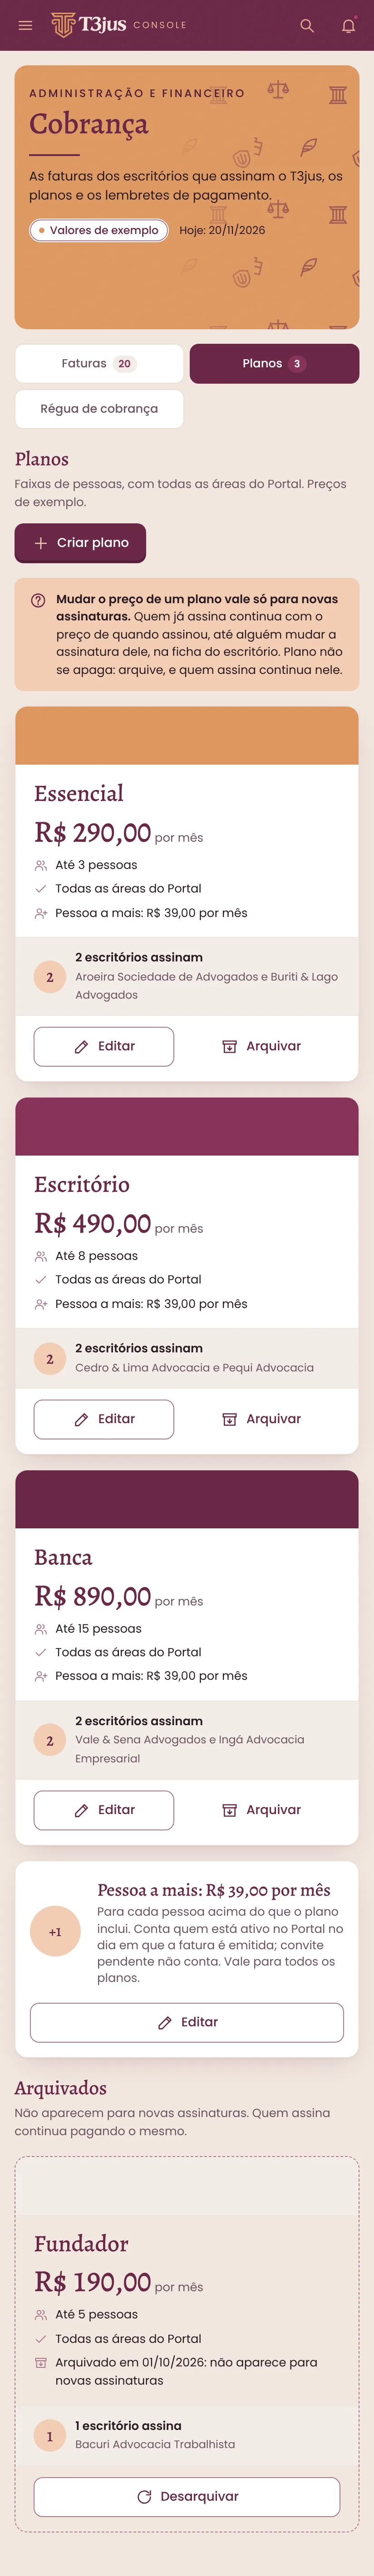 T3jus CONSOLE
ADMINISTRAÇÃO E FINANCEIRO
Cobrança
As faturas dos escritórios que assinam o T3jus, os
planos e os lembretes de pagamento.
Valores de exemplo Hoje: 20/11/2026
Faturas 20 Planos 3
Régua de cobrança
Planos
Faixas de pessoas, com todas as áreas do Portal. Preços
de exemplo.
Criar plano
Mudar o preço de um plano vale só para novas
assinaturas. Quem já assina continua com o
preço de quando assinou, até alguém mudar a
assinatura dele, na ficha do escritório. Plano não
se apaga: arquive, e quem assina continua nele.
Essencial
R$ 290,00 por mês
Até 3 pessoas
Todas as áreas do Portal
Pessoa a mais: R$ 39,00 por mês
2 escritórios assinam
2
Aroeira Sociedade de Advogados e Buriti & Lago
Advogados
Editar Arquivar
Escritório
R$ 490,00 por mês
Até 8 pessoas
Todas as áreas do Portal
Pessoa a mais: R$ 39,00 por mês
2 escritórios assinam
2
Cedro & Lima Advocacia e Pequi Advocacia
Editar Arquivar
Banca
R$ 890,00 por mês
Até 15 pessoas
Todas as áreas do Portal
Pessoa a mais: R$ 39,00 por mês
2 escritórios assinam
2
Vale & Sena Advogados e Ingá Advocacia
Empresarial
Editar Arquivar
Pessoa a mais: R$ 39,00 por mês
+1
Para cada pessoa acima do que o plano
inclui. Conta quem está ativo no Portal no
dia em que a fatura é emitida; convite
pendente não conta. Vale para todos os
planos.
Editar
Arquivados
Não aparecem para novas assinaturas. Quem assina
continua pagando o mesmo.
Fundador
R$ 190,00 por mês
Até 5 pessoas
Todas as áreas do Portal
Arquivado em 01/10/2026: não aparece para
novas assinaturas
1 escritório assina
1
Bacuri Advocacia Trabalhista
Desarquivar